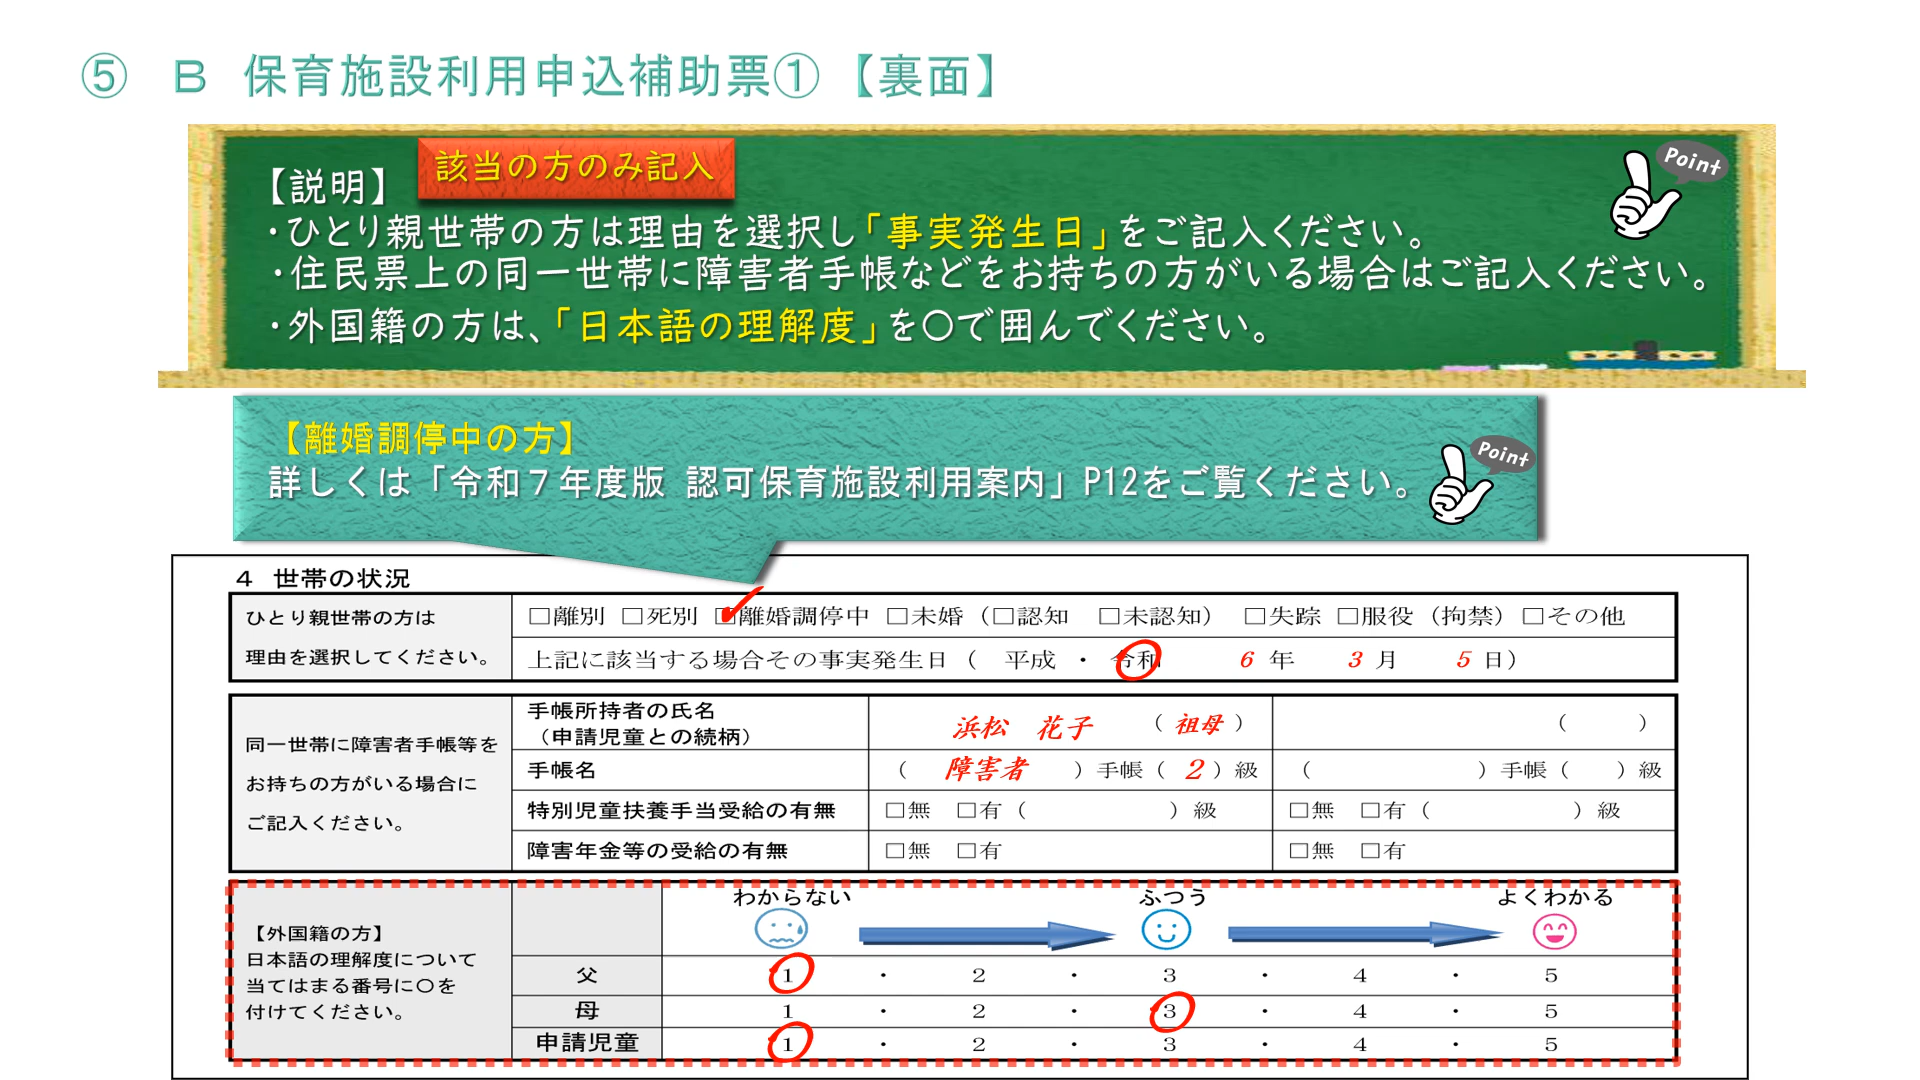 ⑤　Ｂ　保育施設利用申込補助票①【裏面】
【説明】
該当の方のみ記入
Point
・ひとり親世帯の方は理由を選択し「事実発生日」をご記入ください。
・住民票上の同一世帯に障害者手帳などをお持ちの方がいる場合はご記入ください。
・外国籍の方は、「日本語の理解度」を〇で囲んでください。
【離婚調停中の方】
詳しくは「令和７年度版 認可保育施設利用案内」P12をご覧ください。
Point
4　世帯の状況
ひとり親世帯の方は
理由を選択してください。
□離別 □死別 □離婚調停中 □未婚（□認知 □未認知） □失踪 □服役（拘禁）□その他
上記に該当する場合その事実発生日（　平成　・　令和　6 年　3 月　5 日）
同一世帯に障害者手帳等を
お持ちの方がいる場合に
ご記入ください。
手帳所持者の氏名
（申請児童との続柄）
浜松　花子　（ 祖母 ）
（　　　）
手帳名
（　障害者　）手帳（ 2 ）級
（　　　）手帳（　　）級
特別児童扶養手当受給の有無
□無　□有（　　　）級
□無　□有（　　　）級
障害年金等の受給の有無
□無　□有
□無　□有
【外国籍の方】
日本語の理解度について
当てはまる番号に〇を
付けてください。
わからない　ふつう　よくわかる
父　1　・　2　・　3　・　4　・　5
母　1　・　2　・　3　・　4　・　5
申請児童　1　・　2　・　3　・　4　・　5